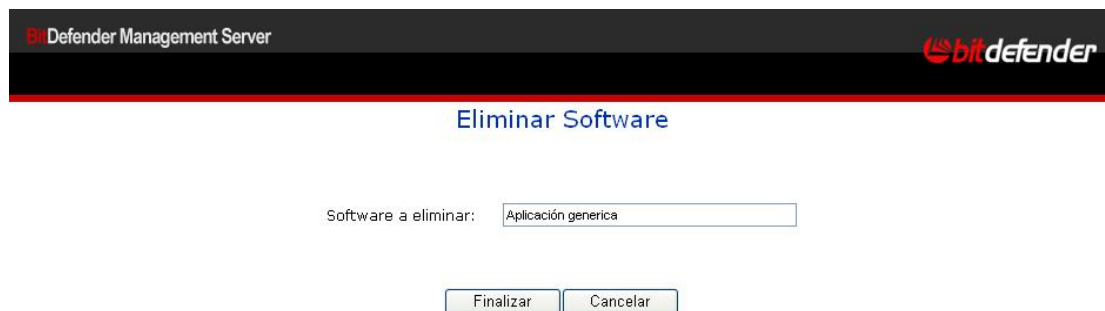 BitDefender Management Server
bitdefender
Eliminar Software
Software a eliminar: Aplicación generica
Finalizar Cancelar